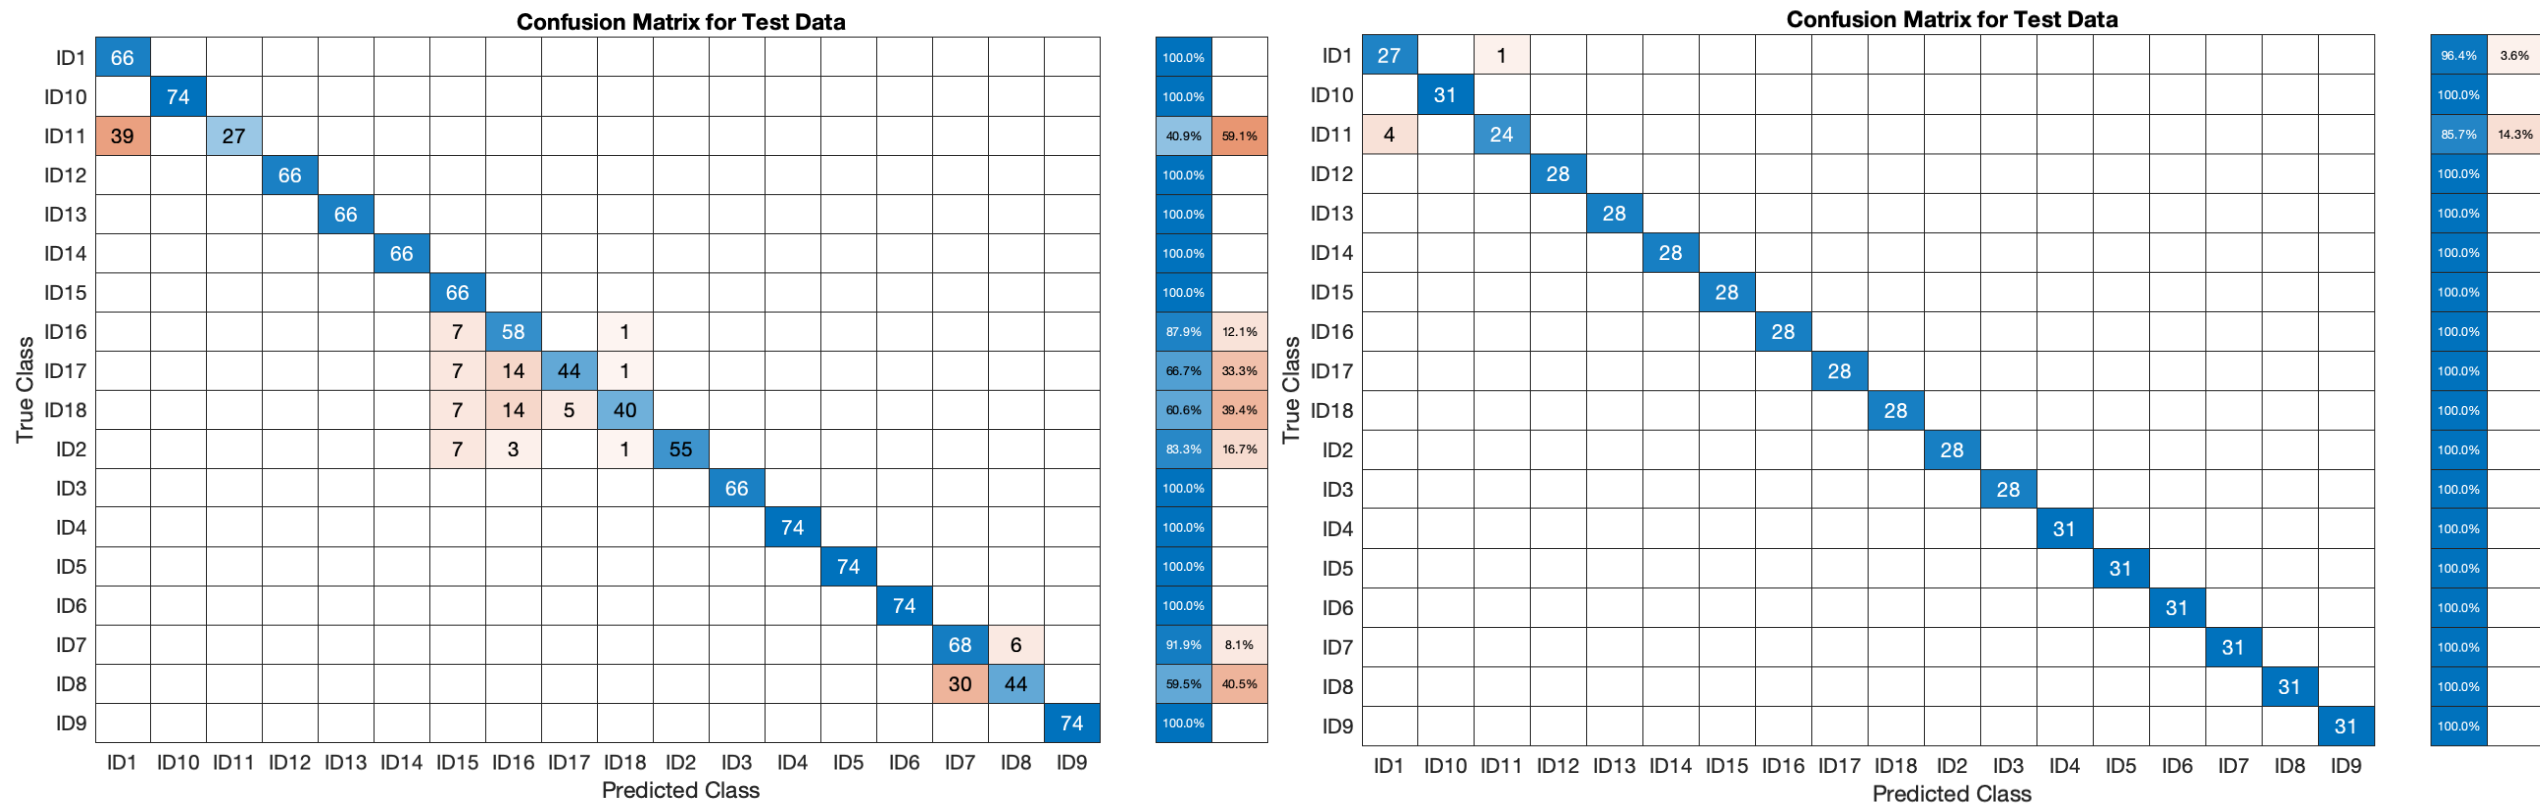 Confusion Matrix for Test Data
True Class
ID1 66 100.0%
ID10 74 100.0%
ID11 39 27 40.9% 59.1%
ID12 66 100.0%
ID13 66 100.0%
ID14 66 100.0%
ID15 66 100.0%
ID16 7 58 1 87.9% 12.1%
ID17 7 14 44 1 66.7% 33.3%
ID18 7 14 5 40 60.6% 39.4%
ID2 7 3 1 55 83.3% 16.7%
ID3 66 100.0%
ID4 74 100.0%
ID5 74 100.0%
ID6 74 100.0%
ID7 68 6 91.9% 8.1%
ID8 30 44 59.5% 40.5%
ID9 74 100.0%
ID1 ID10 ID11 ID12 ID13 ID14 ID15 ID16 ID17 ID18 ID2 ID3 ID4 ID5 ID6 ID7 ID8 ID9
Predicted Class
Confusion Matrix for Test Data
True Class
ID1 27 1 96.4% 3.6%
ID10 31 100.0%
ID11 4 24 85.7% 14.3%
ID12 28 100.0%
ID13 28 100.0%
ID14 28 100.0%
ID15 28 100.0%
ID16 28 100.0%
ID17 28 100.0%
ID18 28 100.0%
ID2 28 100.0%
ID3 28 100.0%
ID4 31 100.0%
ID5 31 100.0%
ID6 31 100.0%
ID7 31 100.0%
ID8 31 100.0%
ID9 31 100.0%
ID1 ID10 ID11 ID12 ID13 ID14 ID15 ID16 ID17 ID18 ID2 ID3 ID4 ID5 ID6 ID7 ID8 ID9
Predicted Class